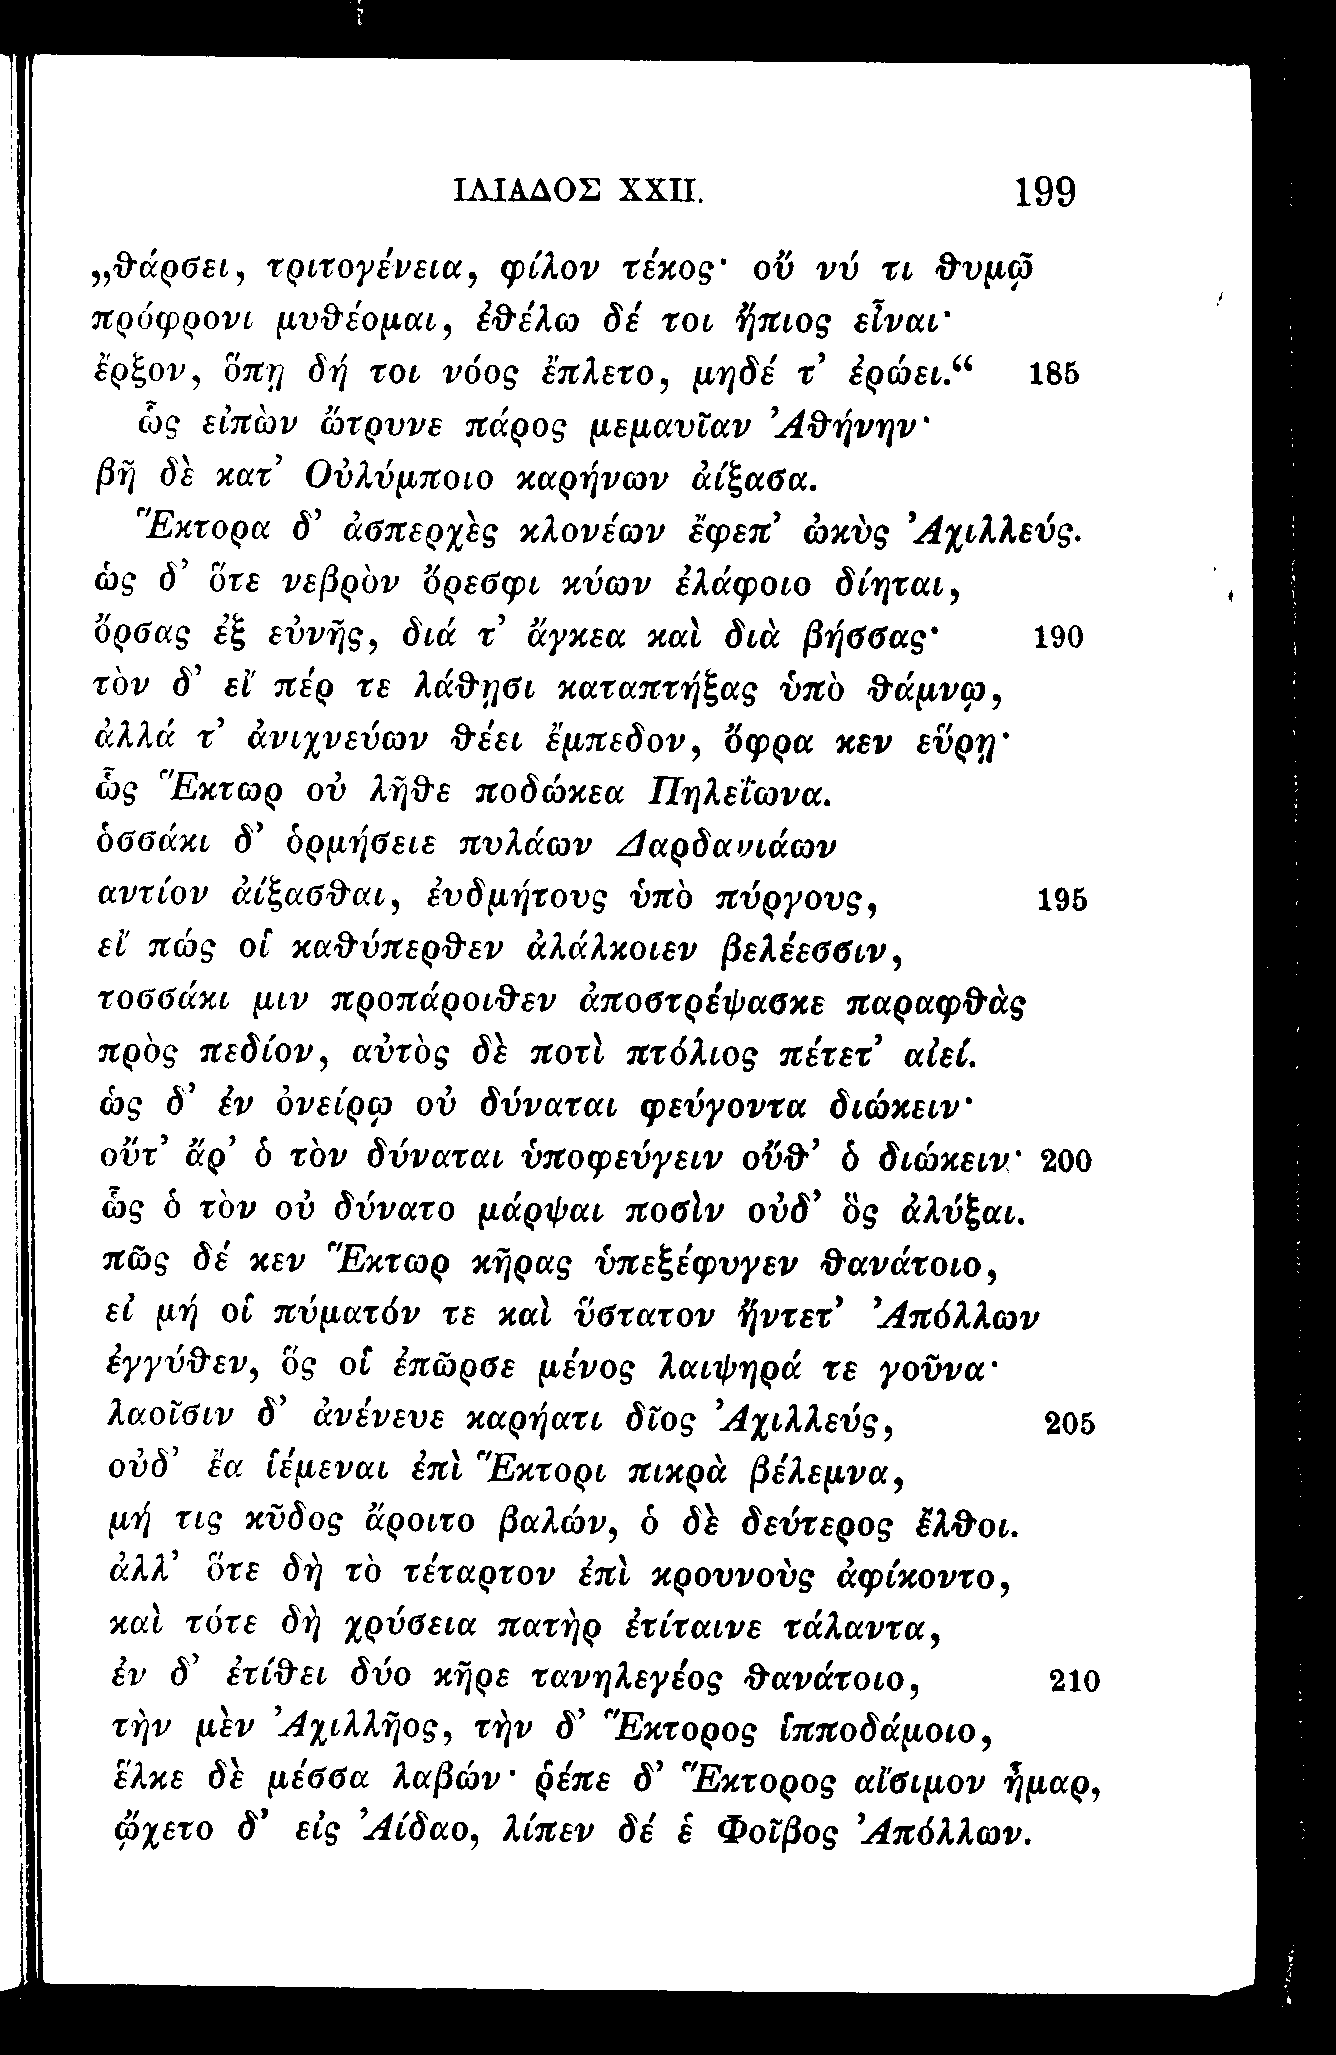 ΙΛΙΑΔΟΣ XXII. 199
„θάρσει, τριτογένεια, φίλον τέκος· οὔ νύ τι θυμῷ
πρόφρονι μυθέομαι, ἐθέλω δέ τοι ἤπιος εἶναι·
ἔρξον, ὅπῃ δή τοι νόος ἔπλετο, μηδέ τ’ ἐρώει.“ 185
ὣς εἰπὼν ὤτρυνε πάρος μεμαυῖαν Ἀθήνην·
βῆ δὲ κατ’ Οὐλύμποιο καρήνων ἀίξασα.
Ἕκτορα δ’ ἀσπερχὲς κλονέων ἔφεπ’ ὠκὺς Ἀχιλλεύς.
ὡς δ’ ὅτε νεβρὸν ὄρεσφι κύων ἐλάφοιο δίηται,
ὄρσας ἐξ εὐνῆς, διά τ’ ἄγκεα καὶ διὰ βήσσας· 190
τὸν δ’ εἴ πέρ τε λάθῃσι καταπτήξας ὑπὸ θάμνῳ,
ἀλλά τ’ ἀνιχνεύων θέει ἔμπεδον, ὄφρα κεν εὕρῃ·
ὣς Ἕκτωρ οὐ λῆθε ποδώκεα Πηλεΐωνα.
ὁσσάκι δ’ ὁρμήσειε πυλάων Δαρδανιάων
αντίον ἀίξασθαι, ἐυδμήτους ὑπὸ πύργους, 195
εἴ πώς οἱ καθύπερθεν ἀλάλκοιεν βελέεσσιν,
τοσσάκι μιν προπάροιθεν ἀποστρέψασκε παραφθὰς
πρὸς πεδίον, αὐτὸς δὲ ποτὶ πτόλιος πέτετ’ αἰεί.
ὡς δ’ ἐν ὀνείρῳ οὐ δύναται φεύγοντα διώκειν·
οὔτ’ ἄρ’ ὁ τὸν δύναται ὑποφεύγειν οὔθ’ ὁ διώκειν· 200
ὣς ὁ τὸν οὐ δύνατο μάρψαι ποσὶν οὐδ’ ὃς ἀλύξαι.
πῶς δέ κεν Ἕκτωρ κῆρας ὑπεξέφυγεν θανάτοιο,
εἰ μή οἱ πύματόν τε καὶ ὕστατον ἤντετ’ Ἀπόλλων
ἐγγύθεν, ὅς οἱ ἐπῶρσε μένος λαιψηρά τε γοῦνα·
λαοῖσιν δ’ ἀνένευε καρήατι δῖος Ἀχιλλεύς, 205
οὐδ’ ἔα ἱέμεναι ἐπὶ Ἕκτορι πικρὰ βέλεμνα,
μή τις κῦδος ἄροιτο βαλών, ὁ δὲ δεύτερος ἔλθοι.
ἀλλ’ ὅτε δὴ τὸ τέταρτον ἐπὶ κρουνοὺς ἀφίκοντο,
καὶ τότε δὴ χρύσεια πατὴρ ἐτίταινε τάλαντα,
ἐν δ’ ἐτίθει δύο κῆρε τανηλεγέος θανάτοιο, 210
τὴν μὲν Ἀχιλλῆος, τὴν δ’ Ἕκτορος ἱπποδάμοιο,
ἕλκε δὲ μέσσα λαβών· ῥέπε δ’ Ἕκτορος αἴσιμον ἦμαρ,
ᾤχετο δ’ εἰς Ἀίδαο, λίπεν δέ ἑ Φοῖβος Ἀπόλλων.